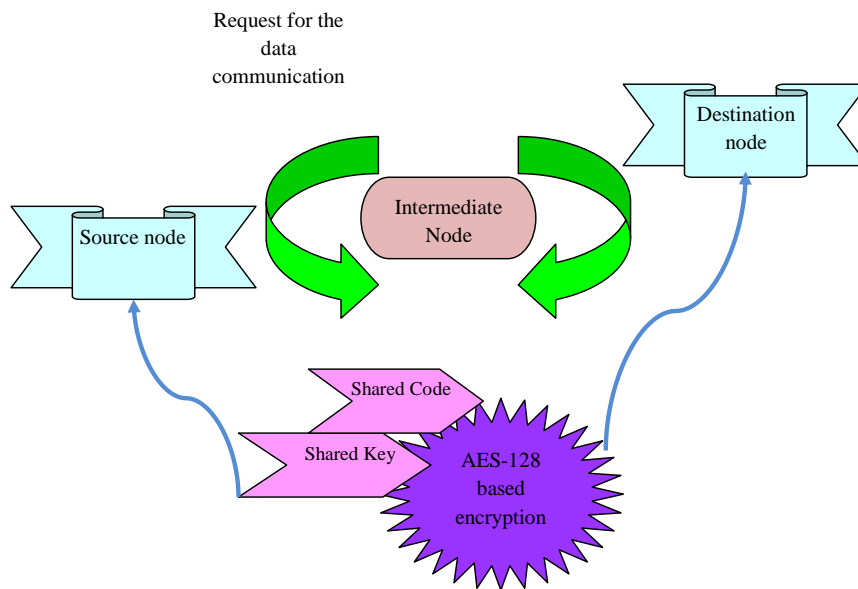 Request for the
data
communication
Destination
node
Intermediate
Node
Source node
Shared Code
Shared Key
AES-128
based
encryption